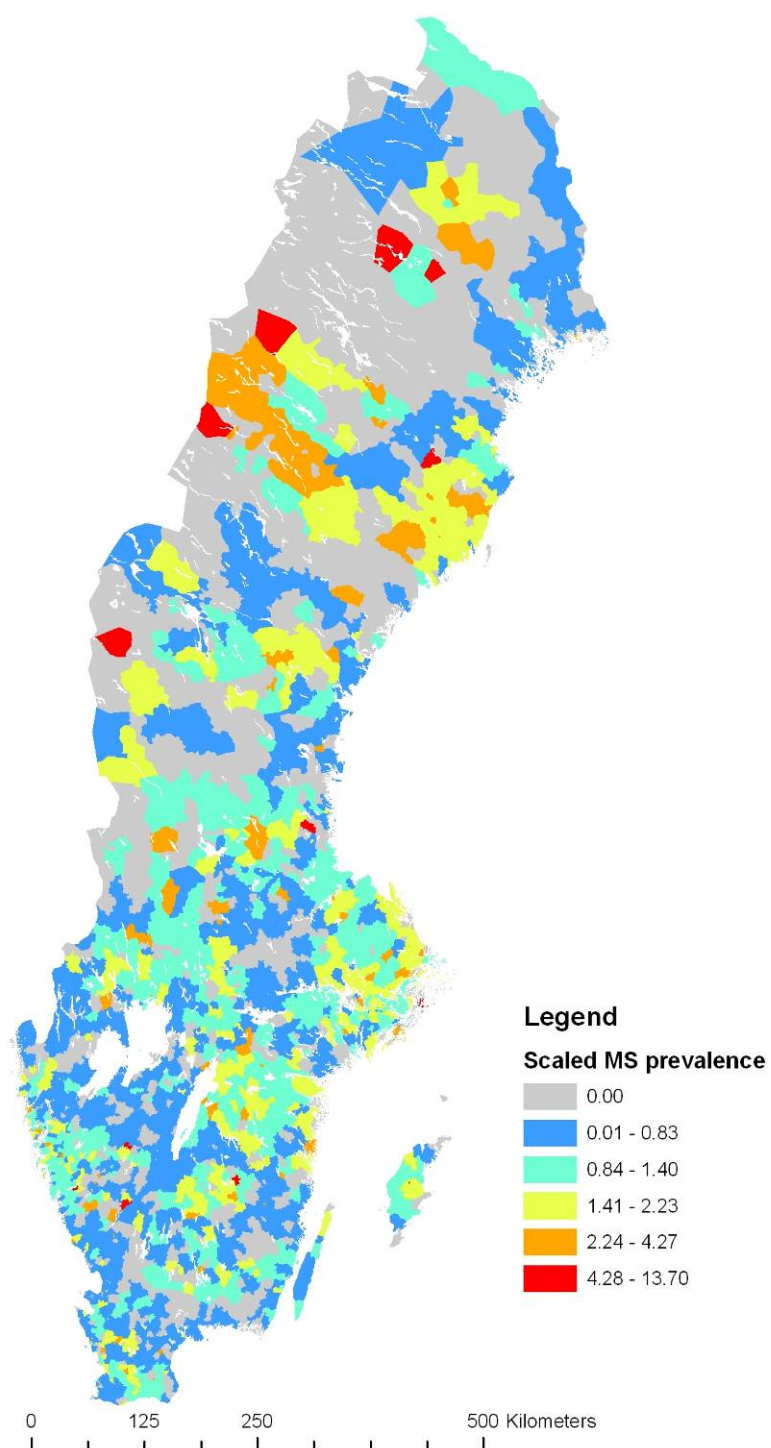 Legend
Scaled MS prevalence
0.00
0.01 - 0.83
0.84 - 1.40
1.41 - 2.23
2.24 - 4.27
4.28 - 13.70
0 125 250 500 Kilometers